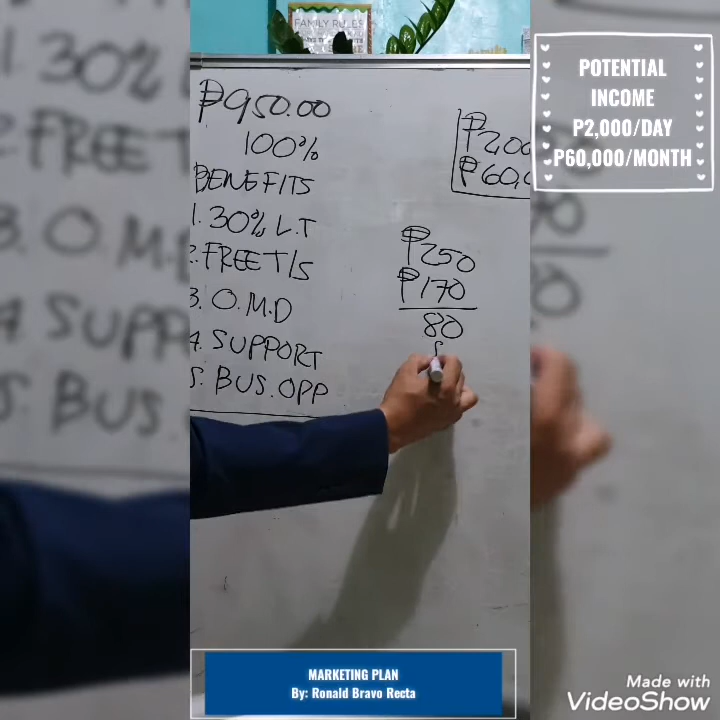 FAMILY RULES
₱950.00
100%
BENEFITS
1. 30% L.T
2. FREE T/S
3. O.M.D
4. SUPPORT
5. BUS. OPP
₱2,00
₱60,0
₱250
₱170
80
POTENTIAL
INCOME
P2,000/DAY
P60,000/MONTH
MARKETING PLAN
By: Ronald Bravo Recta
Made with
VideoShow